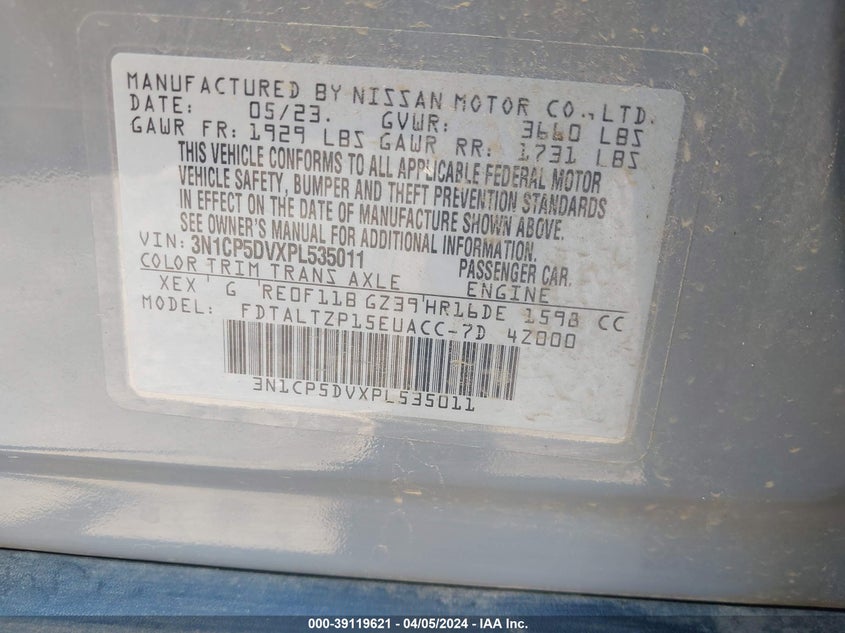 MANUFACTURED BY NISSAN MOTOR CO., LTD.
DATE: 05/23. GVWR: 3660 LBS
GAWR FR: 1929 LBS GAWR RR: 1731 LBS
THIS VEHICLE CONFORMS TO ALL APPLICABLE FEDERAL MOTOR
VEHICLE SAFETY, BUMPER AND THEFT PREVENTION STANDARDS
IN EFFECT ON THE DATE OF MANUFACTURE SHOWN ABOVE.
SEE OWNER'S MANUAL FOR ADDITIONAL INFORMATION.
VIN: 3N1CP5DVXPL535011 PASSENGER CAR.
COLOR TRIM TRANS AXLE ENGINE
XEX G RE0F11B GZ39 HR16DE 1598 CC
MODEL: FDTALTZP15EUACC-7D 4Z000
3N1CP5DVXPL535011
000-39119621 - 04/05/2024 - IAA Inc.